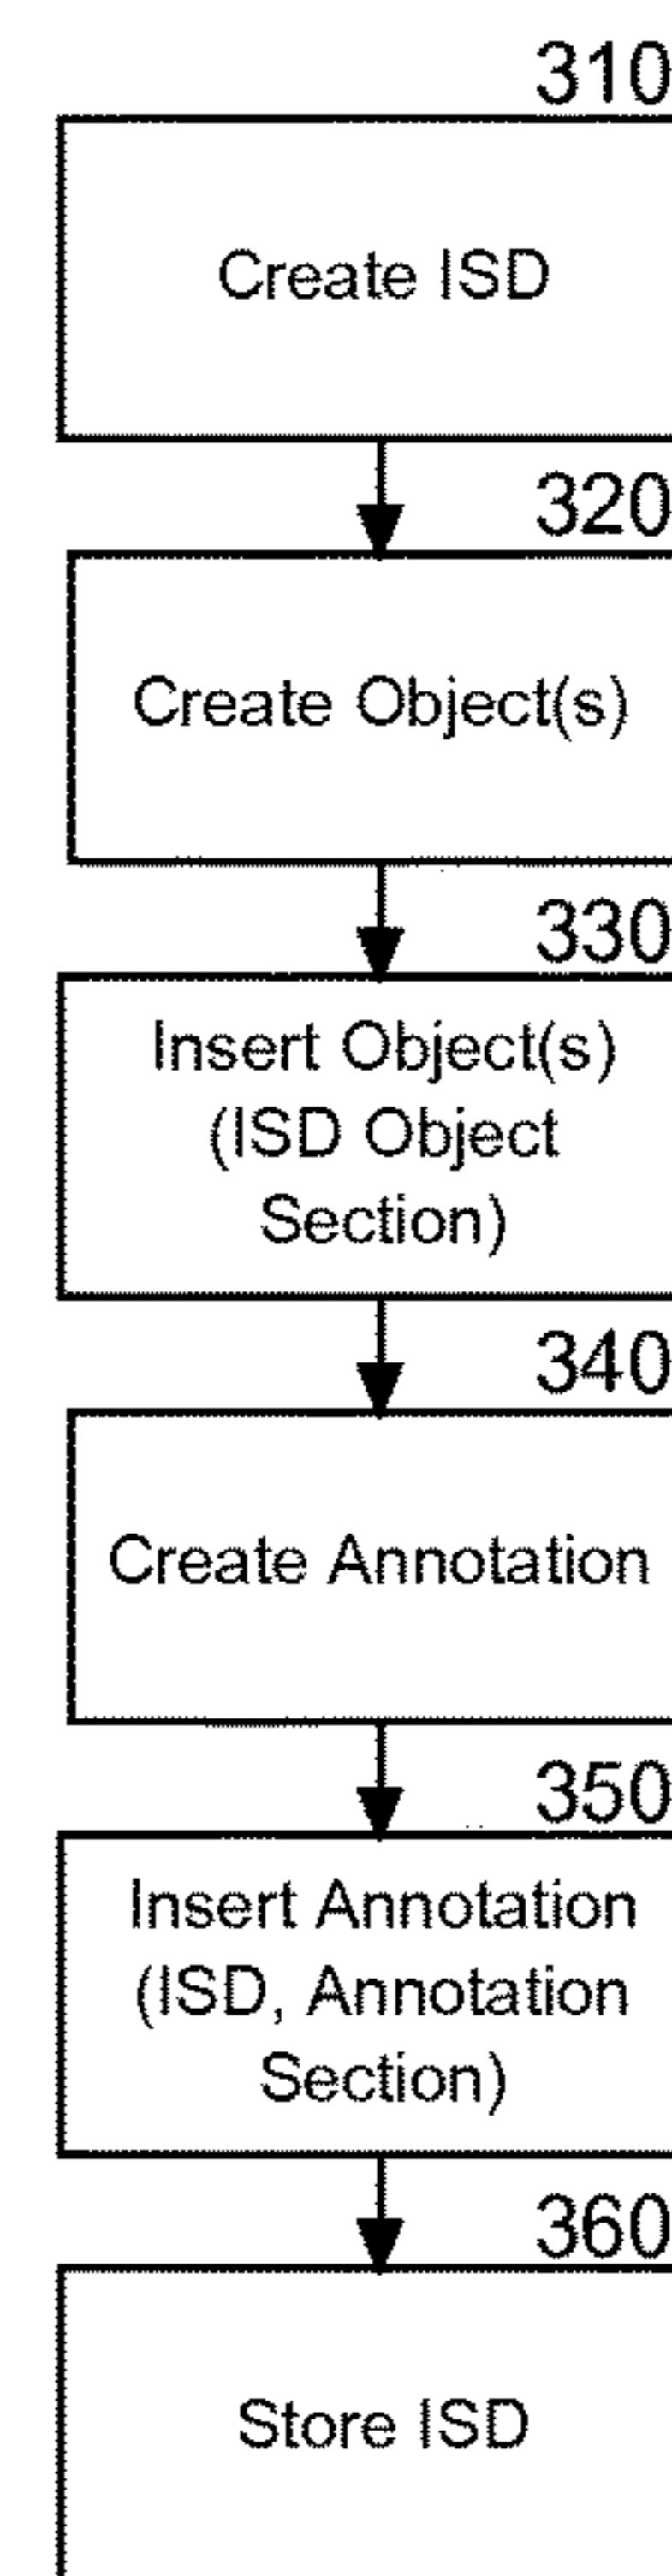 310
Create ISD
320
Create Object(s)
330
Insert Object(s)
(ISD Object
Section)
340
Create Annotation
350
Insert Annotation
(ISD, Annotation
Section)
360
Store ISD